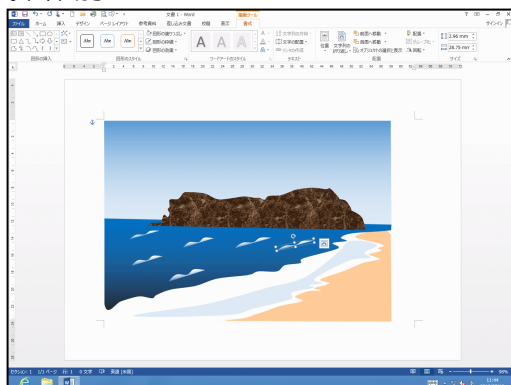 文書 1 - Word
描画ツール
ファイル ホーム 挿入 デザイン ページ レイアウト 参考資料 差し込み文書 校閲 表示 書式 サインイン
Abc Abc Abc
図形の塗りつぶし
図形の枠線
図形の効果
A A A
文字列の方向
文字の配置
リンクの作成
位置 文字列の折り返し
前面へ移動
背面へ移動
オブジェクトの選択と表示
配置
グループ化
回転
2.96 mm
28.75 mm
図形の挿入 図形のスタイル ワードアートのスタイル テキスト 配置 サイズ
セクション: 1 1/1 ページ 行: 1 0 文字 英語 (米国) 98%
11:44